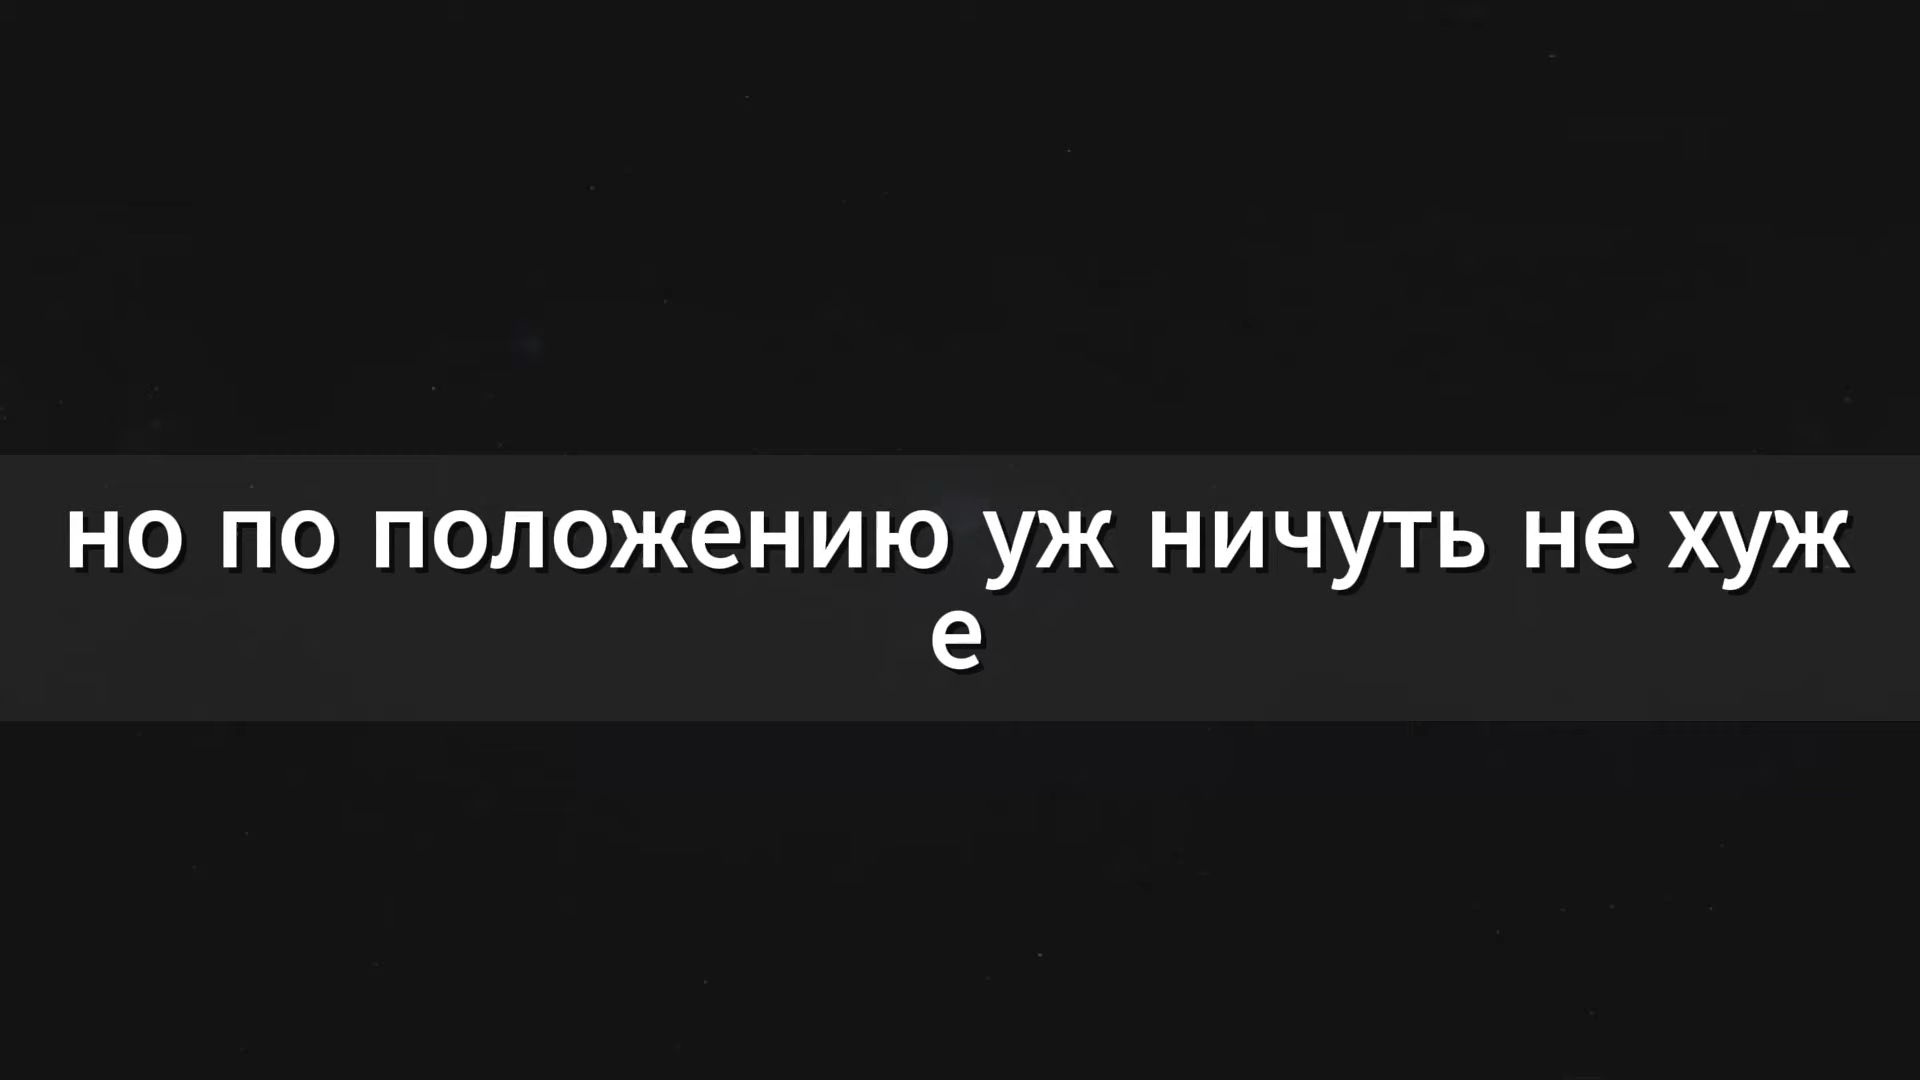 но по положению уж ничуть не хуж
е